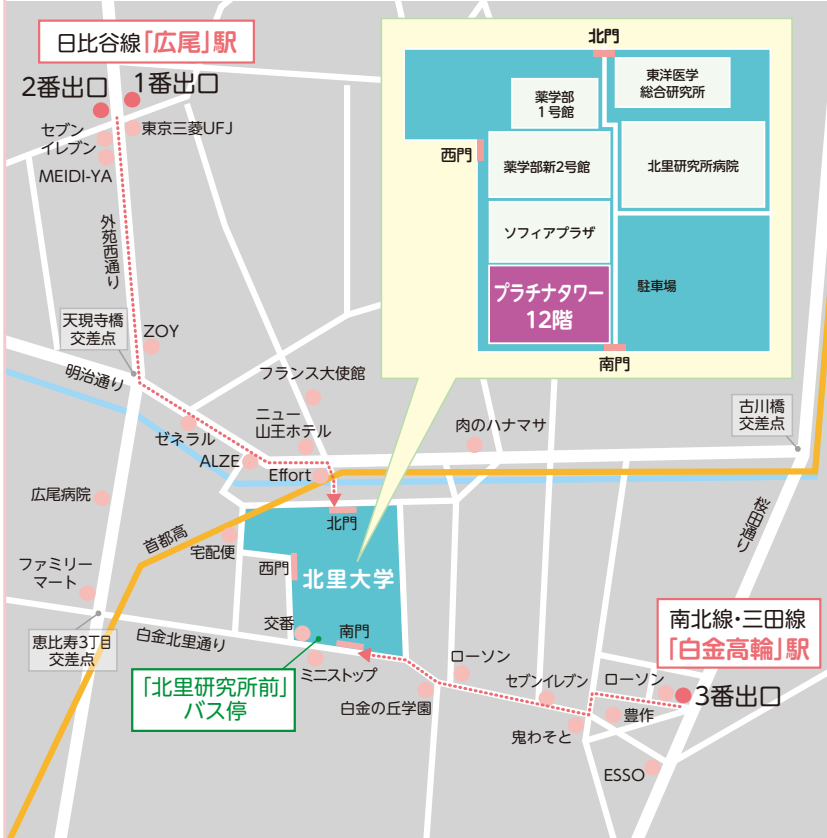 日比谷線「広尾」駅
2番出口
1番出口
セブン
イレブン
東京三菱UFJ
MEIDI-YA
外苑西通り
天現寺橋
交差点
ZOY
明治通り
フランス大使館
ニュー
山王ホテル
ゼネラル
ALZE
Effort
肉のハナマサ
古川橋
交差点
桜田通り
広尾病院
首都高
宅配便
ファミリー
マート
恵比寿3丁目
交差点
白金北里通り
北門
西門
北里大学
交番
南門
ミニストップ
「北里研究所前」
バス停
白金の丘学園
ローソン
セブンイレブン
鬼わそと
ローソン
豊作
ESSO
南北線・三田線
「白金高輪」駅
3番出口
北門
東洋医学
総合研究所
薬学部
1号館
西門
薬学部新2号館
北里研究所病院
ソフィアプラザ
プラチナタワー
12階
駐車場
南門